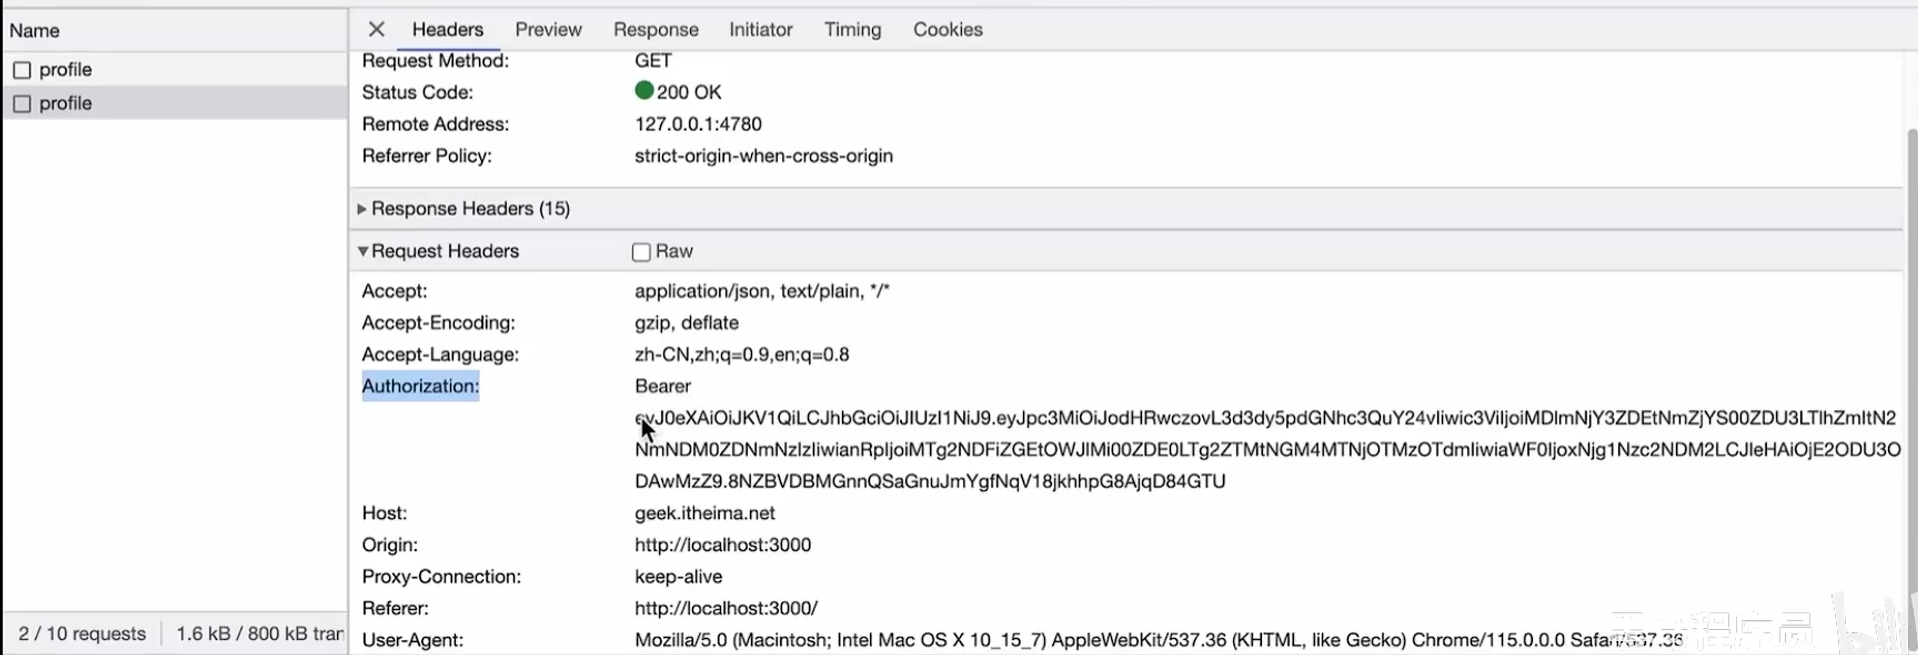 Name
Headers Preview Response Initiator Timing Cookies
profile
profile
Request Method: GET
Status Code: 200 OK
Remote Address: 127.0.0.1:4780
Referrer Policy: strict-origin-when-cross-origin
Response Headers (15)
Request Headers Raw
Accept: application/json, text/plain, */*
Accept-Encoding: gzip, deflate
Accept-Language: zh-CN,zh;q=0.9,en;q=0.8
Authorization: Bearer
eyJ0eXAiOiJKV1QiLCJhbGciOiJIUzI1NiJ9.eyJpc3MiOiJodHRwczovL3d3dy5pdGNhc3QuY24vIiwic3ViIjoiMDlmNjY3ZDEtNmZjYS00ZDU3LTlhZmItN2
NmNDM0ZDNmNzIzIiwianRpIjoiMTg2NDFiZGEtOWJlMi00ZDE0LTg2ZTMtNGM4MTNjOTMzOTdmIiwiaWF0IjoxNjg1Nzc2NDM2LCJleHAiOjE2ODU3O
DAwMzZ9.8NZBVDBMGnnQSaGnuJmYgfNqV18jkhhpG8AjqD84GTU
Host: geek.itheima.net
Origin: http://localhost:3000
Proxy-Connection: keep-alive
Referer: http://localhost:3000/
User-Agent: Mozilla/5.0 (Macintosh; Intel Mac OS X 10_15_7) AppleWebKit/537.36 (KHTML, like Gecko) Chrome/115.0.0.0 Safari/537.36
2 / 10 requests 1.6 kB / 800 kB tran